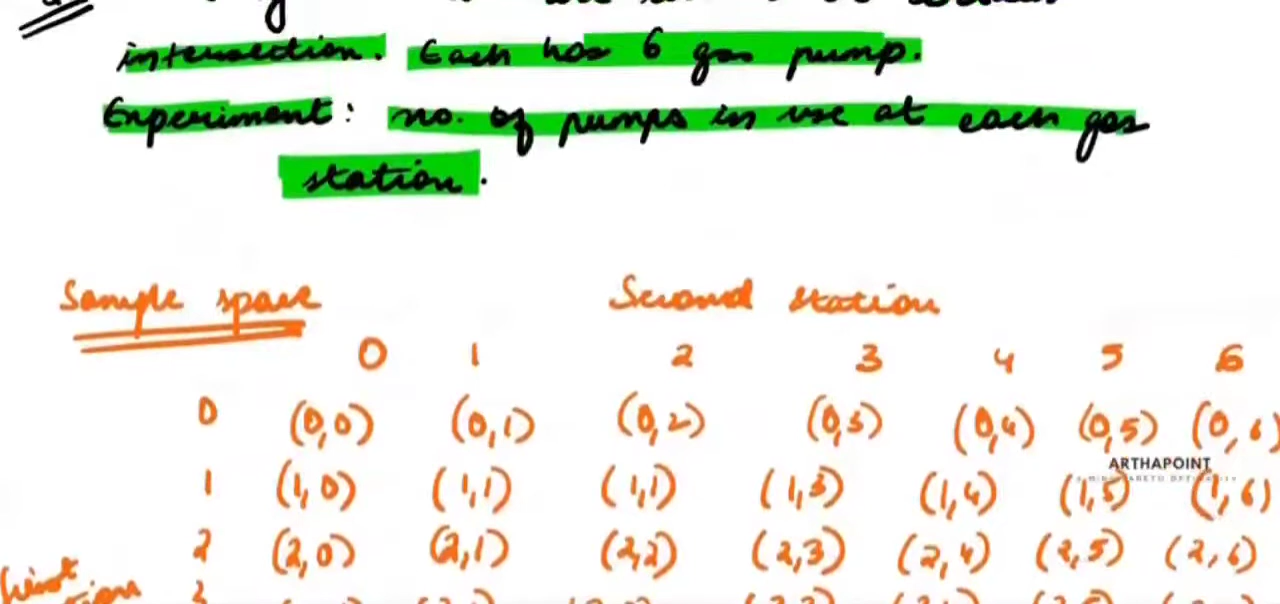 intersection. Each has 6 gas pump.
Experiment: no. of pumps in use at each gas
station.
Sample space
Second station
0 1 2 3 4 5 6
0 (0,0) (0,1) (0,2) (0,3) (0,4) (0,5) (0,6)
ARTHAPOINT
1 (1,0) (1,1) (1,1) (1,3) (1,4) (1,5) (1,6)
2 (2,0) (2,1) (2,2) (2,3) (2,4) (2,5) (2,6)
3